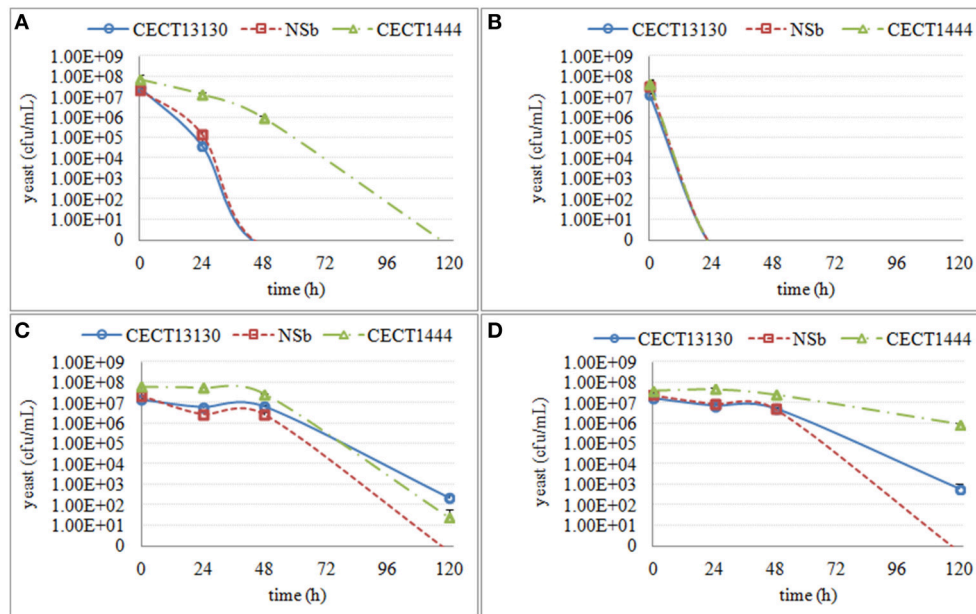 A
CECT13130 NSb CECT1444
yeast (cfu/mL)
1.00E+09
1.00E+08
1.00E+07
1.00E+06
1.00E+05
1.00E+04
1.00E+03
1.00E+02
1.00E+01
0
0 24 48 72 96 120
time (h)
B
CECT13130 NSb CECT1444
yeast (cfu/mL)
1.00E+09
1.00E+08
1.00E+07
1.00E+06
1.00E+05
1.00E+04
1.00E+03
1.00E+02
1.00E+01
0
0 24 48 72 96 120
time (h)
C
CECT13130 NSb CECT1444
yeast (cfu/mL)
1.00E+09
1.00E+08
1.00E+07
1.00E+06
1.00E+05
1.00E+04
1.00E+03
1.00E+02
1.00E+01
0
0 24 48 72 96 120
time (h)
D
CECT13130 NSb CECT1444
yeast (cfu/mL)
1.00E+09
1.00E+08
1.00E+07
1.00E+06
1.00E+05
1.00E+04
1.00E+03
1.00E+02
1.00E+01
0
0 24 48 72 96 120
time (h)